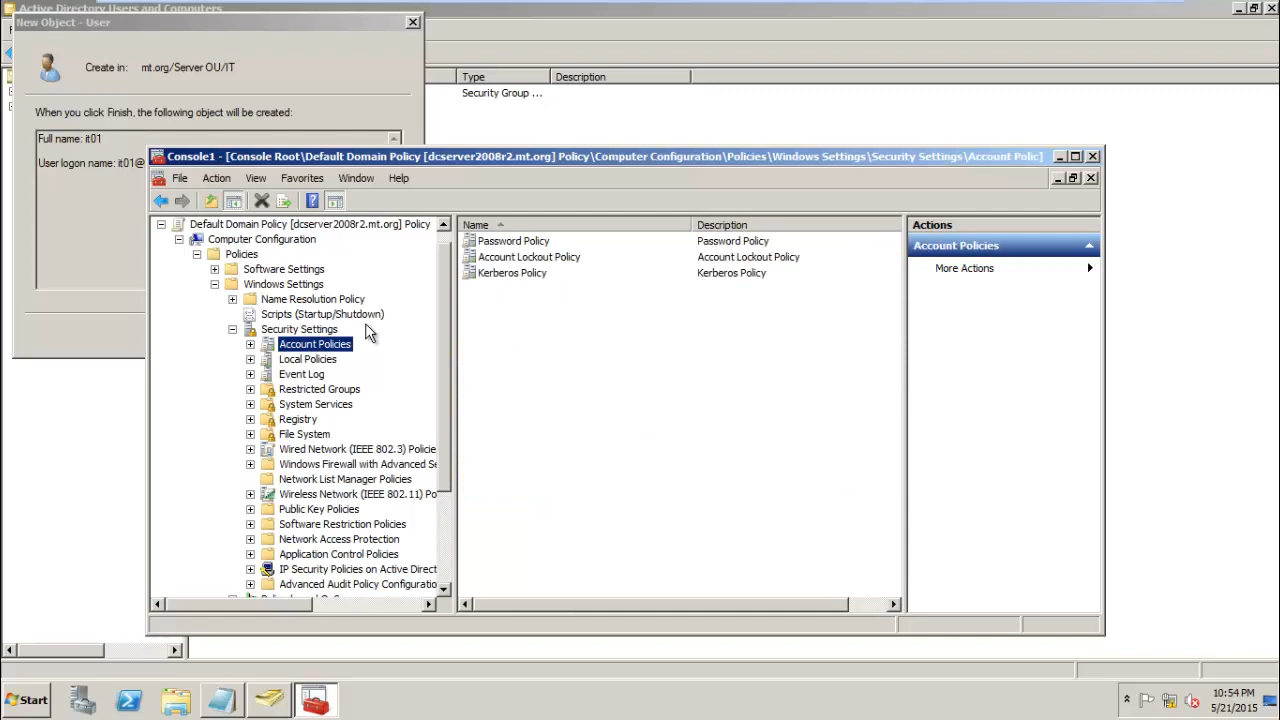 Active Directory Users and Computers
New Object - User
Create in: mt.org/Server OU/IT
When you click Finish, the following object will be created:
Full name: it01
User logon name: it01@
Type Description
Security Group ...
Console1 - [Console Root\Default Domain Policy [dcserver2008r2.mt.org] Policy\Computer Configuration\Policies\Windows Settings\Security Settings\Account Polic]
File Action View Favorites Window Help
Default Domain Policy [dcserver2008r2.mt.org] Policy
Computer Configuration
Policies
Software Settings
Windows Settings
Name Resolution Policy
Scripts (Startup/Shutdown)
Security Settings
Account Policies
Local Policies
Event Log
Restricted Groups
System Services
Registry
File System
Wired Network (IEEE 802.3) Policie
Windows Firewall with Advanced Se
Network List Manager Policies
Wireless Network (IEEE 802.11) Po
Public Key Policies
Software Restriction Policies
Network Access Protection
Application Control Policies
IP Security Policies on Active Direct
Advanced Audit Policy Configuratio
Name Description
Password Policy Password Policy
Account Lockout Policy Account Lockout Policy
Kerberos Policy Kerberos Policy
Actions
Account Policies
More Actions
Start
10:54 PM
5/21/2015